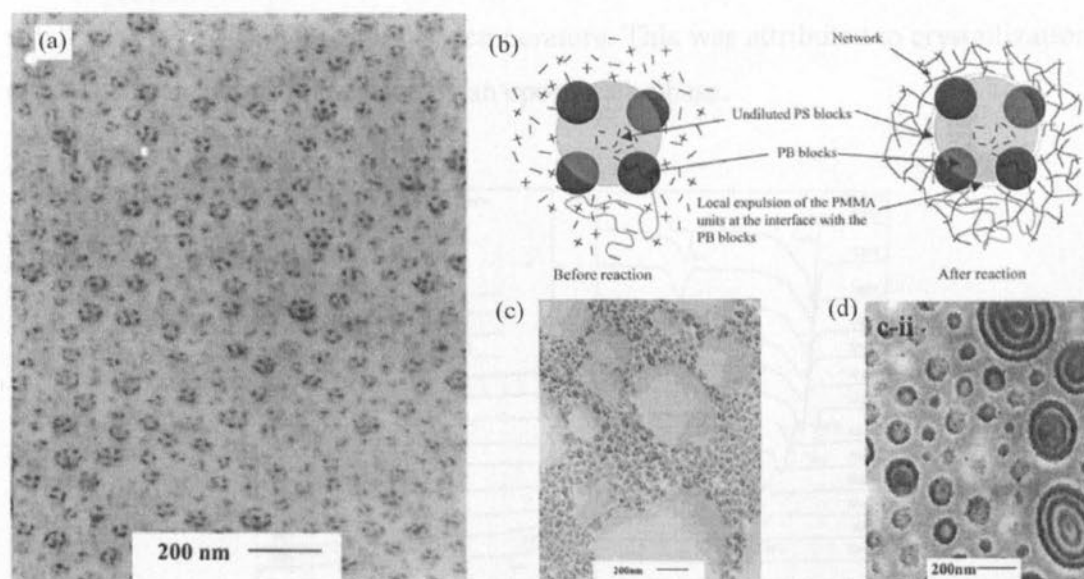 (a)
200 nm
(b)
Network
Undiluted PS blocks
PB blocks
Local expulsion of the PMMA
units at the interface with the
PB blocks
Before reaction
After reaction
(c)
200nm
(d)
c-ii
200nm